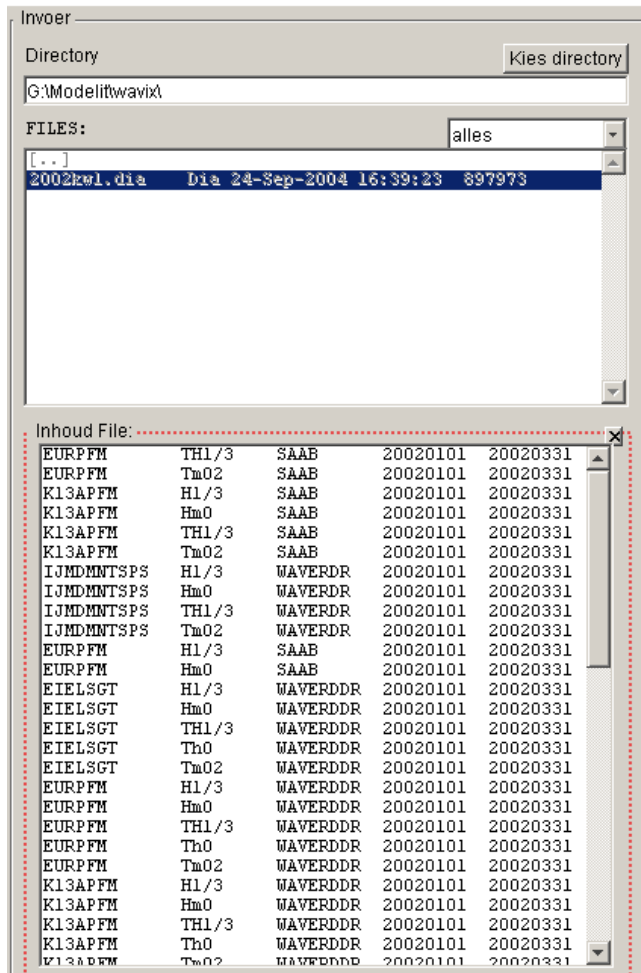 Invoer
Directory Kies directory
G:\Modelit\wavix\
FILES: alles
[..]
2002kwl.dia Dia 24-Sep-2004 16:39:23 897973
Inhoud File:
EURPFM TH1/3 SAAB 20020101 20020331
EURPFM Tm02 SAAB 20020101 20020331
K13APFM H1/3 SAAB 20020101 20020331
K13APFM Hm0 SAAB 20020101 20020331
K13APFM TH1/3 SAAB 20020101 20020331
K13APFM Tm02 SAAB 20020101 20020331
IJMDMNTSPS H1/3 WAVERDR 20020101 20020331
IJMDMNTSPS Hm0 WAVERDR 20020101 20020331
IJMDMNTSPS TH1/3 WAVERDR 20020101 20020331
IJMDMNTSPS Tm02 WAVERDR 20020101 20020331
EURPFM H1/3 SAAB 20020101 20020331
EURPFM Hm0 SAAB 20020101 20020331
EIELSGT H1/3 WAVERDDR 20020101 20020331
EIELSGT Hm0 WAVERDDR 20020101 20020331
EIELSGT TH1/3 WAVERDDR 20020101 20020331
EIELSGT Th0 WAVERDDR 20020101 20020331
EIELSGT Tm02 WAVERDDR 20020101 20020331
EURPFM H1/3 WAVERDDR 20020101 20020331
EURPFM Hm0 WAVERDDR 20020101 20020331
EURPFM TH1/3 WAVERDDR 20020101 20020331
EURPFM Th0 WAVERDDR 20020101 20020331
EURPFM Tm02 WAVERDDR 20020101 20020331
K13APFM H1/3 WAVERDDR 20020101 20020331
K13APFM Hm0 WAVERDDR 20020101 20020331
K13APFM TH1/3 WAVERDDR 20020101 20020331
K13APFM Th0 WAVERDDR 20020101 20020331
K13APFM Tm02 WAVERDDR 20020101 20020331